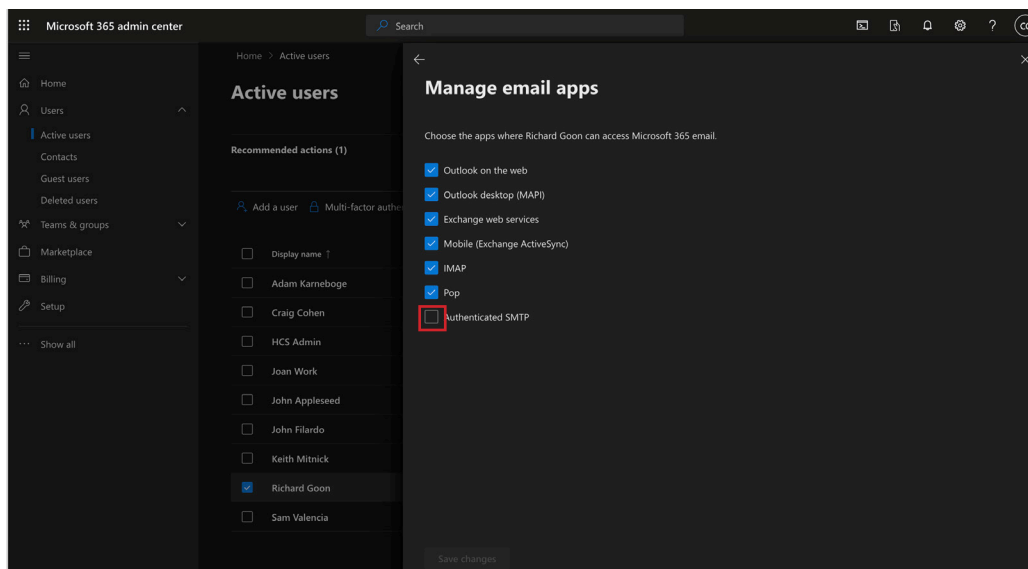 Microsoft 365 admin center
Search
?
Home
Users
Active users
Contacts
Guest users
Deleted users
Teams & groups
Marketplace
Billing
Setup
Show all
Home > Active users
Active users
Recommended actions (1)
Add a user
Multi-factor authe
Display name ↑
Adam Karneboge
Craig Cohen
HCS Admin
Joan Work
John Appleseed
John Filardo
Keith Mitnick
Richard Goon
Sam Valencia
Manage email apps
Choose the apps where Richard Goon can access Microsoft 365 email.
Outlook on the web
Outlook desktop (MAPI)
Exchange web services
Mobile (Exchange ActiveSync)
IMAP
Pop
Authenticated SMTP
Save changes